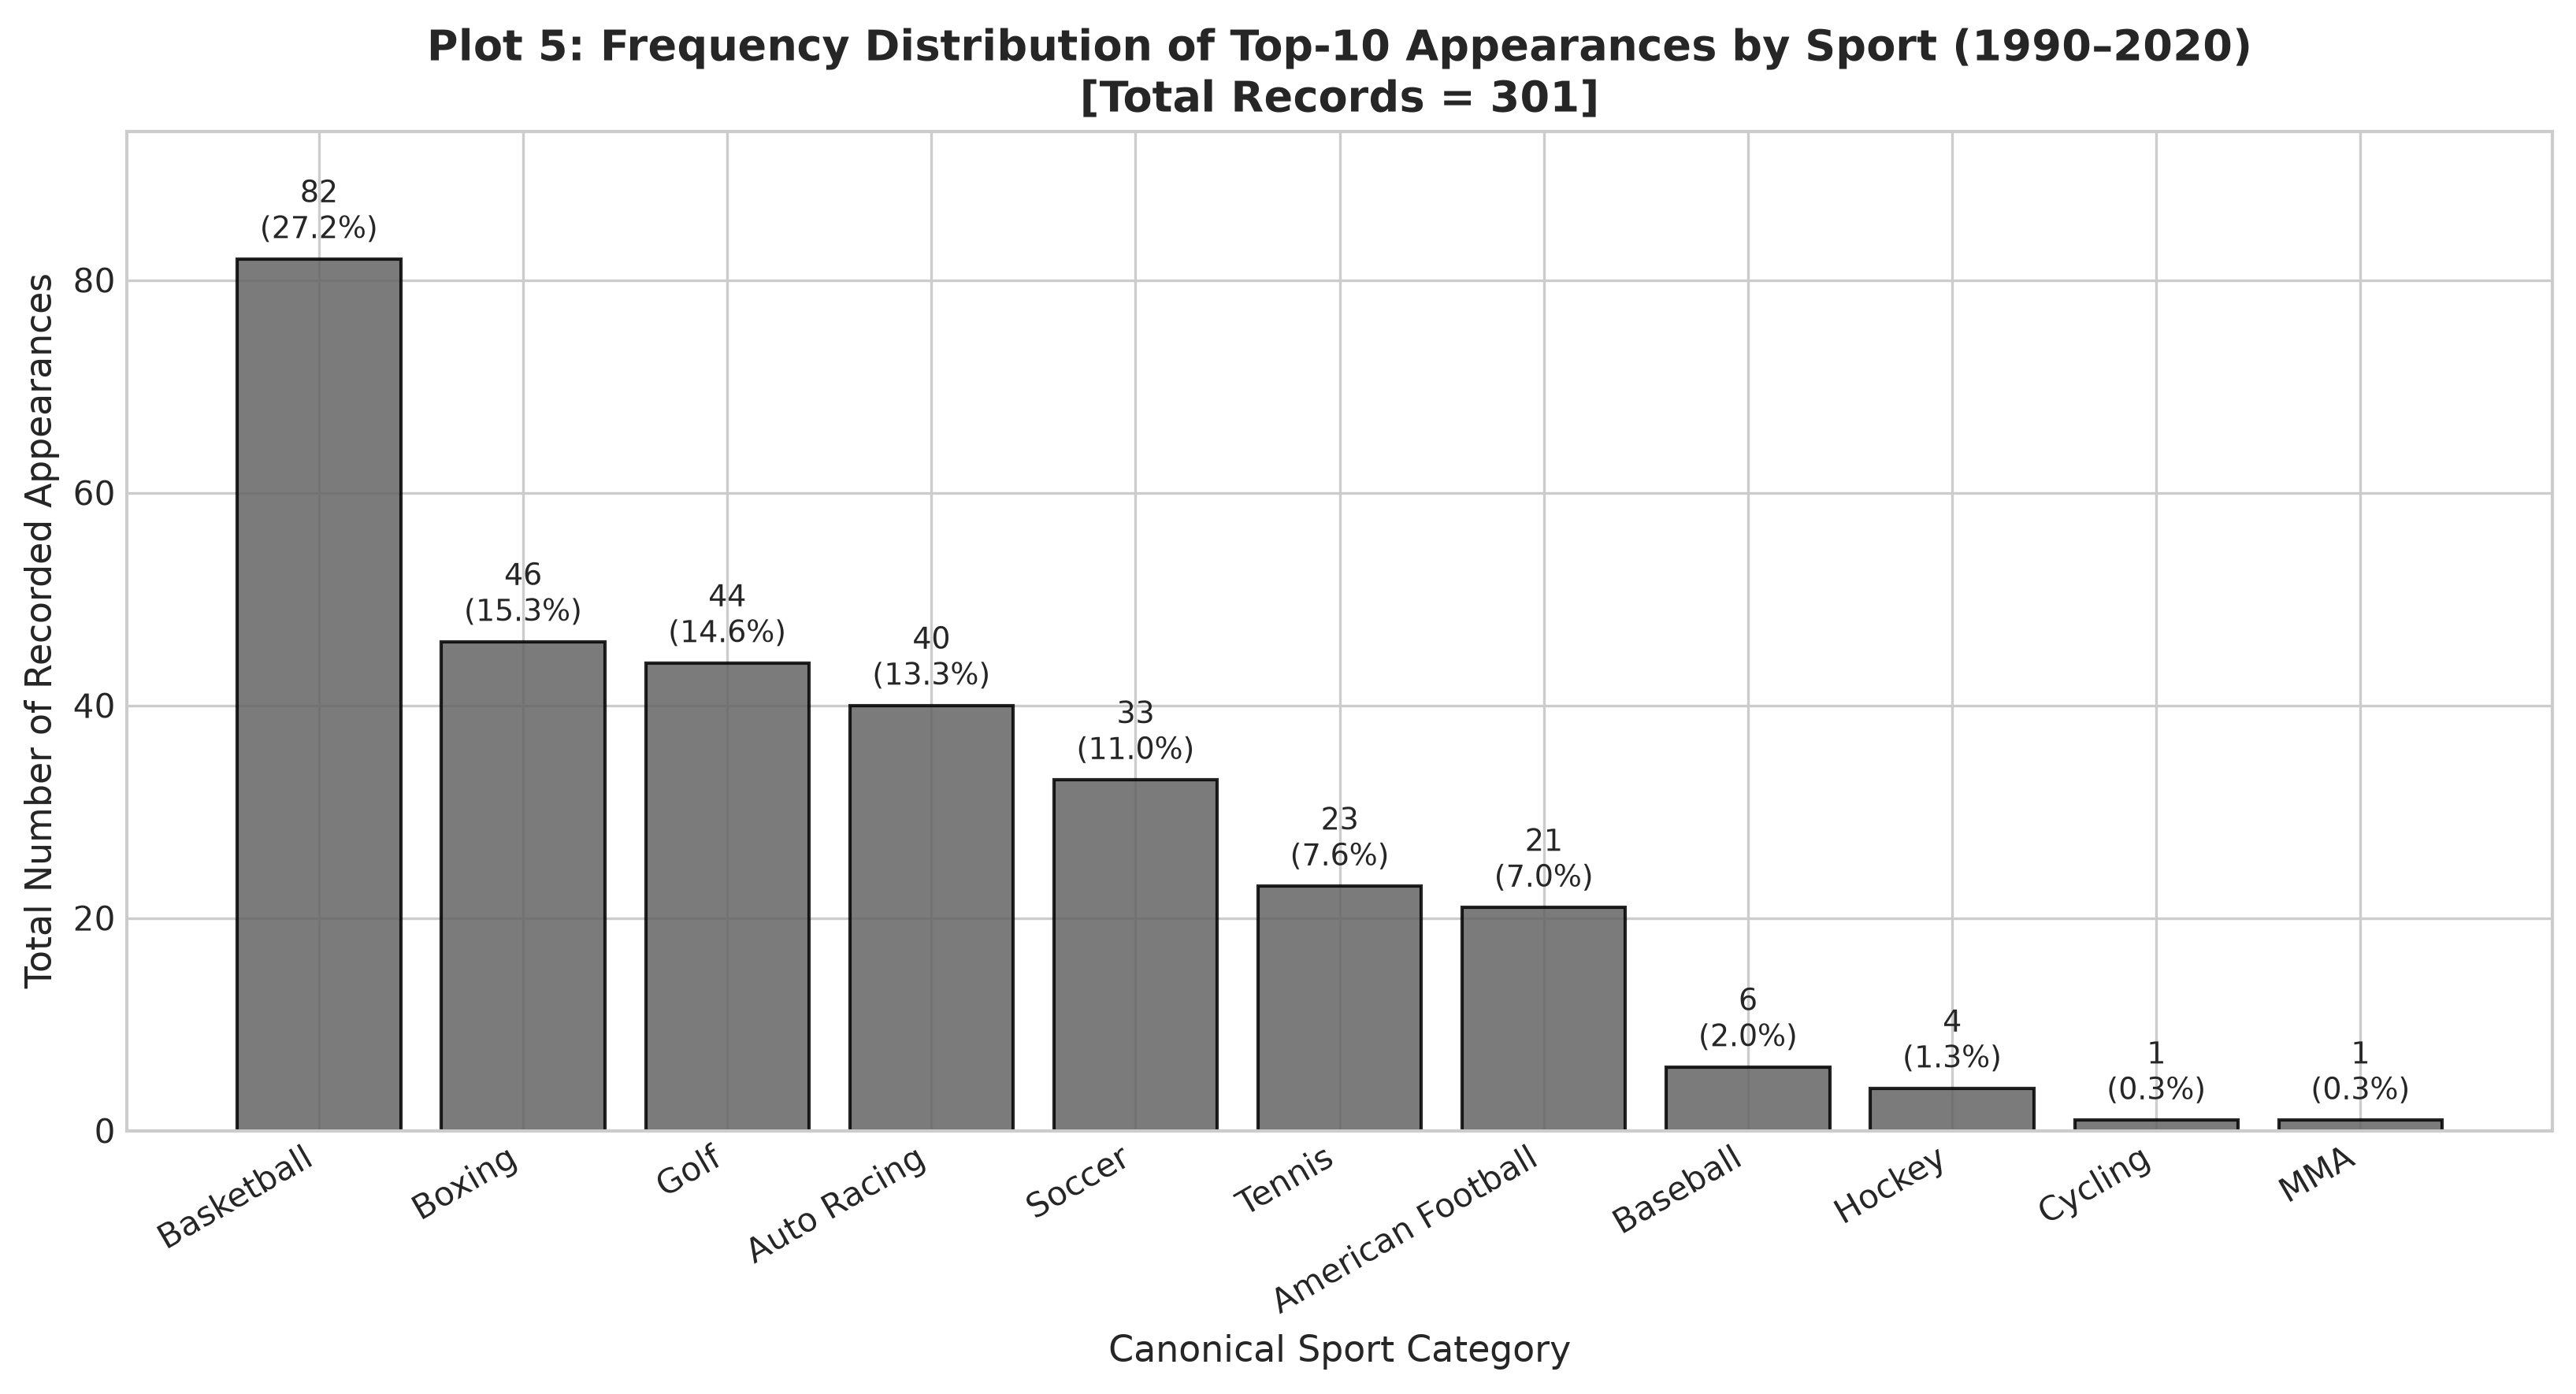 Plot 5: Frequency Distribution of Top-10 Appearances by Sport (1990–2020)
[Total Records = 301]
Total Number of Recorded Appearances
80
60
40
20
0
82
(27.2%)
46
(15.3%)
44
(14.6%)
40
(13.3%)
33
(11.0%)
23
(7.6%)
21
(7.0%)
6
(2.0%)
4
(1.3%)
1
(0.3%)
1
(0.3%)
Basketball
Boxing
Golf
Auto Racing
Soccer
Tennis
American Football
Baseball
Hockey
Cycling
MMA
Canonical Sport Category